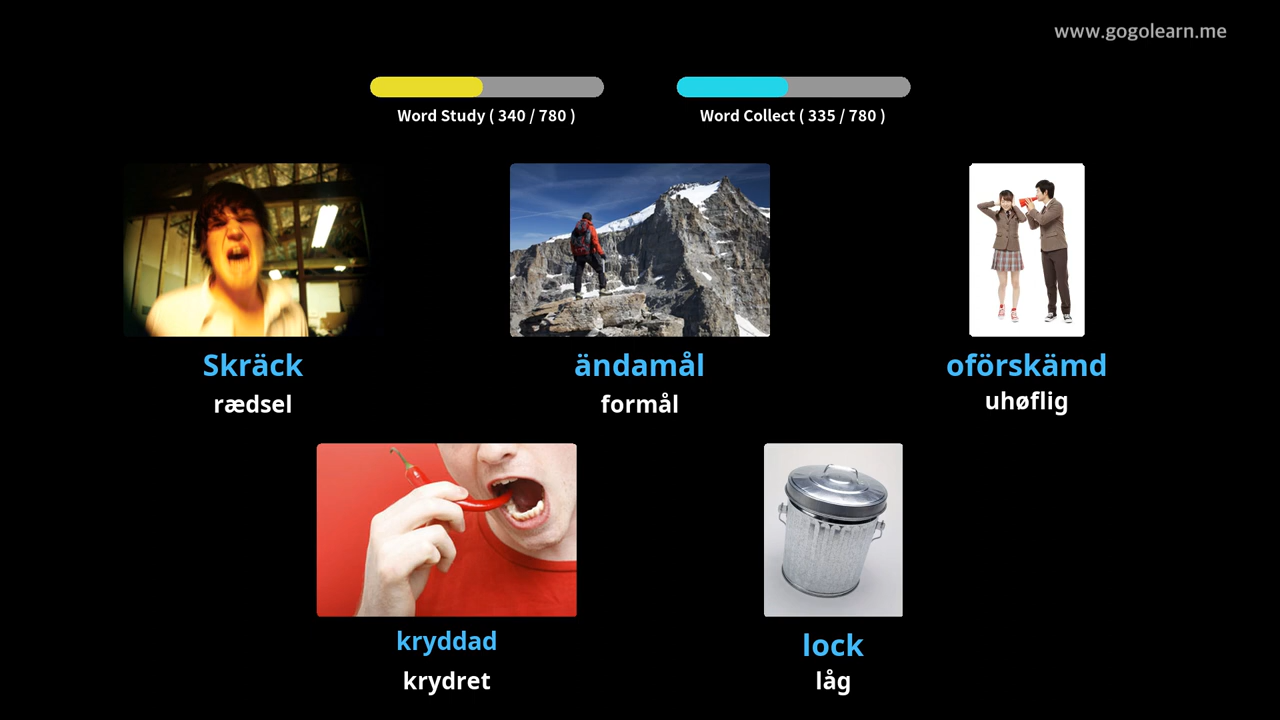 www.gogolearn.me
Word Study ( 340 / 780 )
Word Collect ( 335 / 780 )
Skräck
rædsel
ändamål
formål
oförskämd
uhøflig
kryddad
krydret
lock
låg